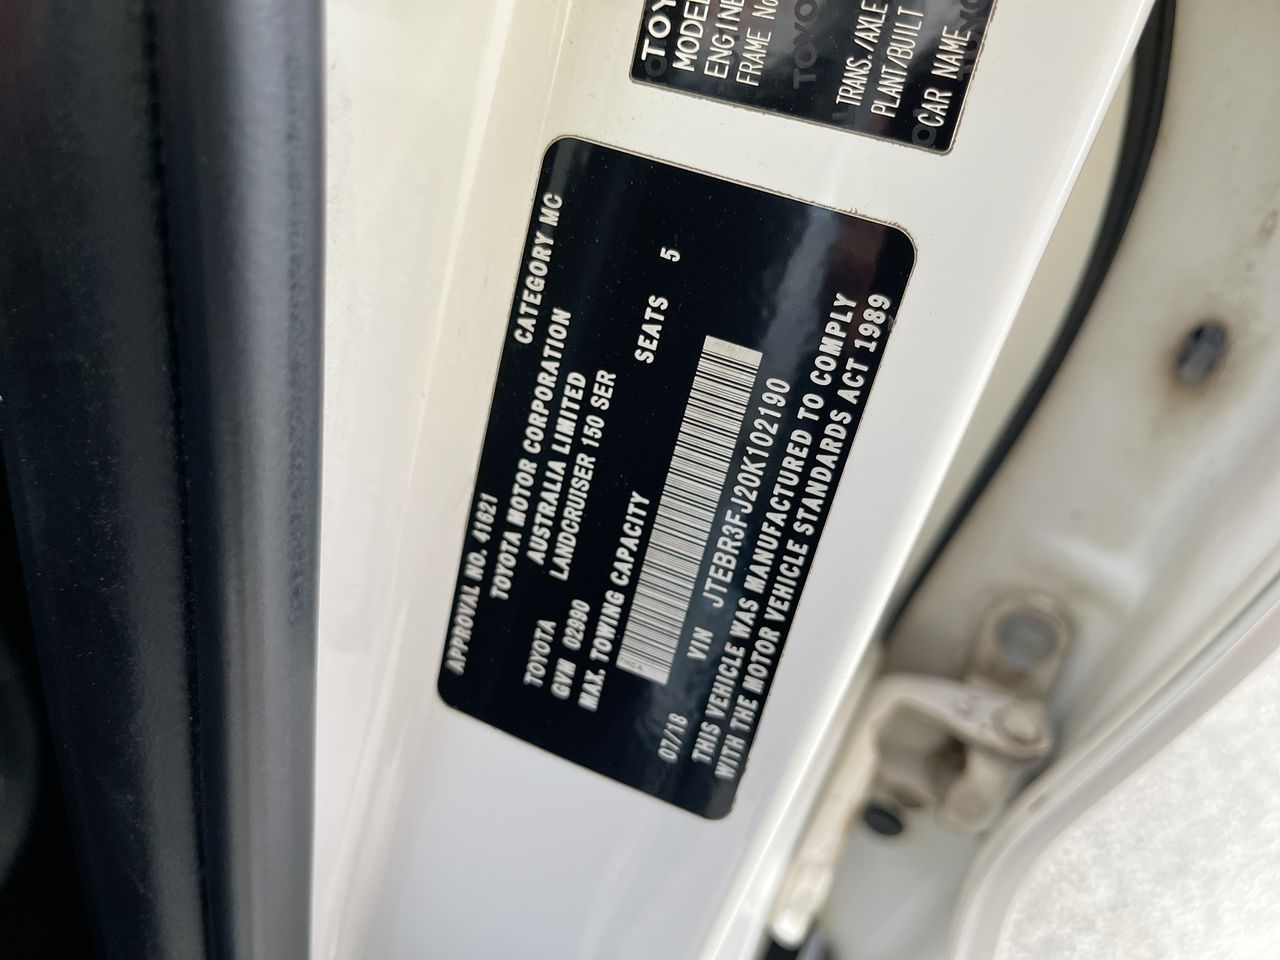 TOY
MODEL
ENGINE
FRAME No
TRANS./AXLE
PLANT/BUILT
CAR NAME
APPROVAL NO. 41621 CATEGORY MC
TOYOTA MOTOR CORPORATION
AUSTRALIA LIMITED
TOYOTA LANDCRUISER 150 SER
GVM 02990
MAX. TOWING CAPACITY SEATS 5
07/18 VIN JTEBR3FJ20K102190
THIS VEHICLE WAS MANUFACTURED TO COMPLY
WITH THE MOTOR VEHICLE STANDARDS ACT 1989